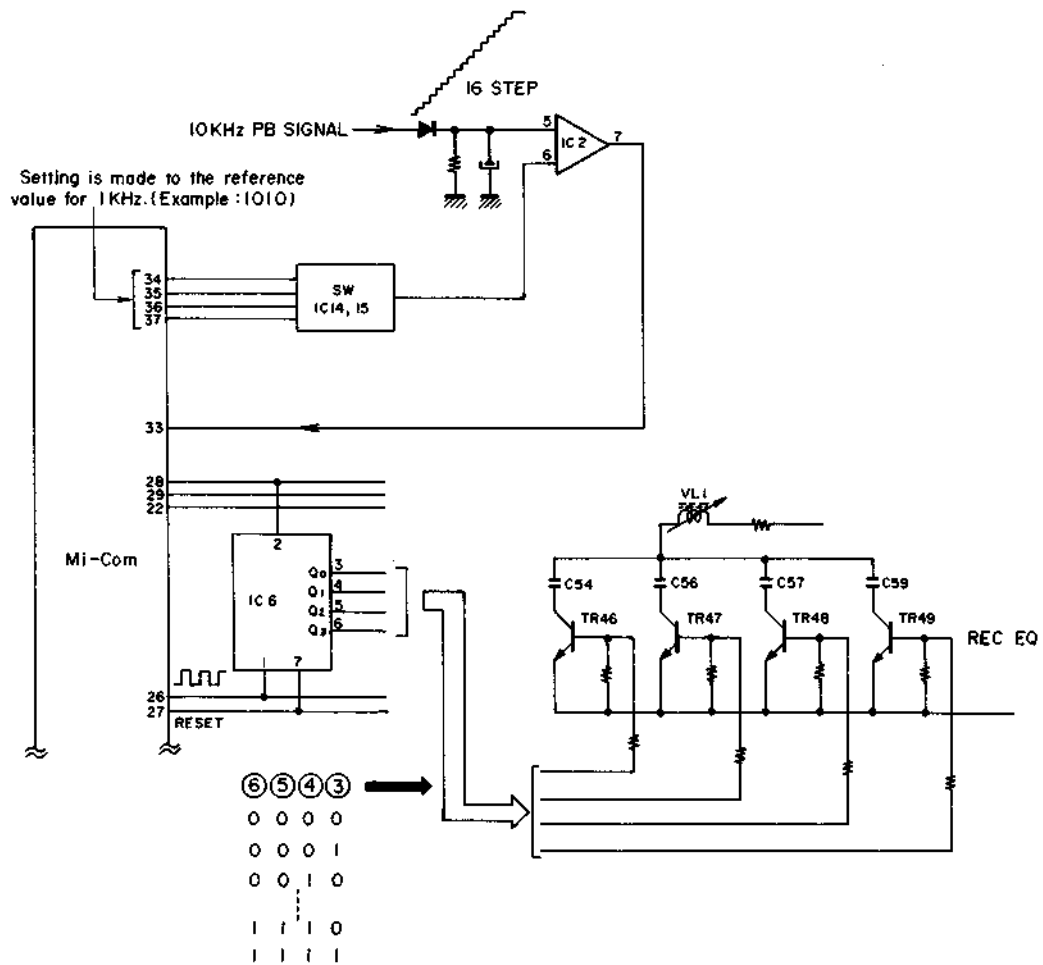 16 STEP
10KHz PB SIGNAL
5
IC2
7
6
Setting is made to the reference
value for 1KHz.(Example:1010)
34
35
36
37
SW
IC14, 15
33
28
29
22
Mi-Com
2
IC6
Q0 3
Q1 4
Q2 5
Q3 6
1 7
26
27
RESET
VL1
C54
C56
C57
C59
TR46
TR47
TR48
TR49
REC EQ
⑥⑤④③
0 0 0 0
0 0 0 1
0 0 1 0
1 1 1 0
1 1 1 1